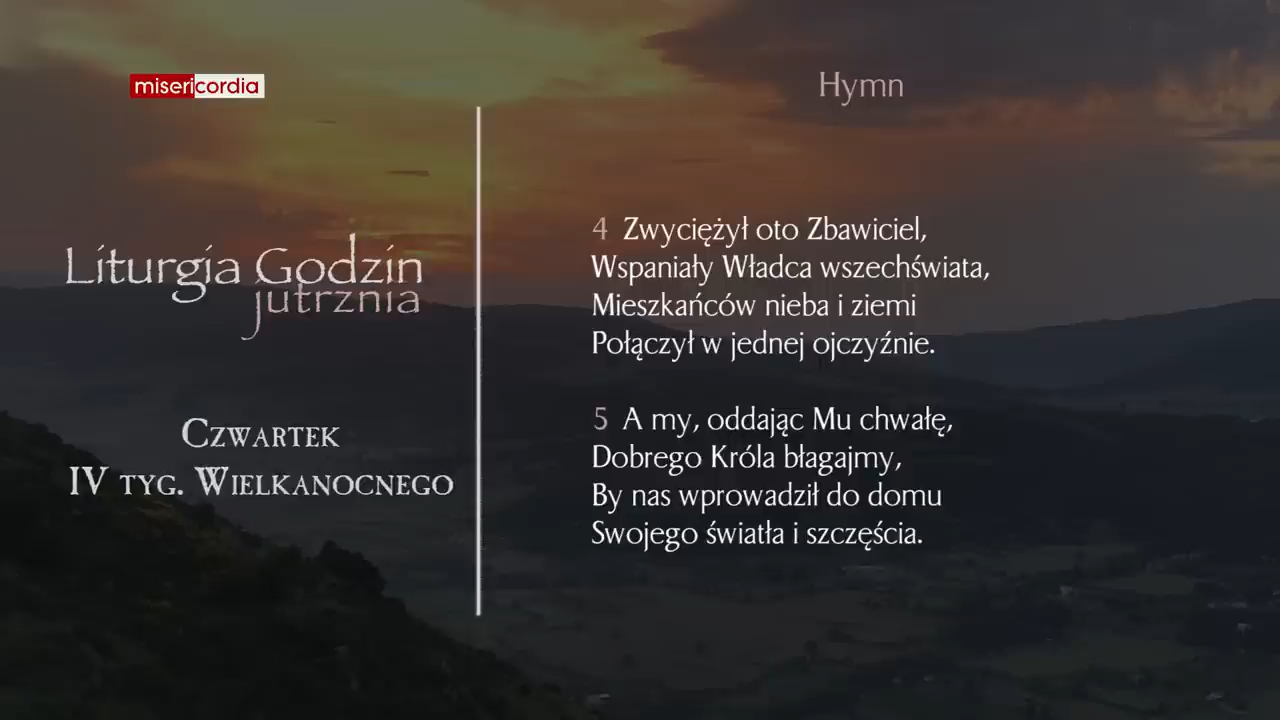 misericordia
Liturgia Godzin
jutrznia
Czwartek
IV tyg. Wielkanocnego
Hymn
4 Zwyciężył oto Zbawiciel,
Wspaniały Władca wszechświata,
Mieszkańców nieba i ziemi
Połączył w jednej ojczyźnie.
5 A my, oddając Mu chwałę,
Dobrego Króla błagajmy,
By nas wprowadził do domu
Swojego światła i szczęścia.